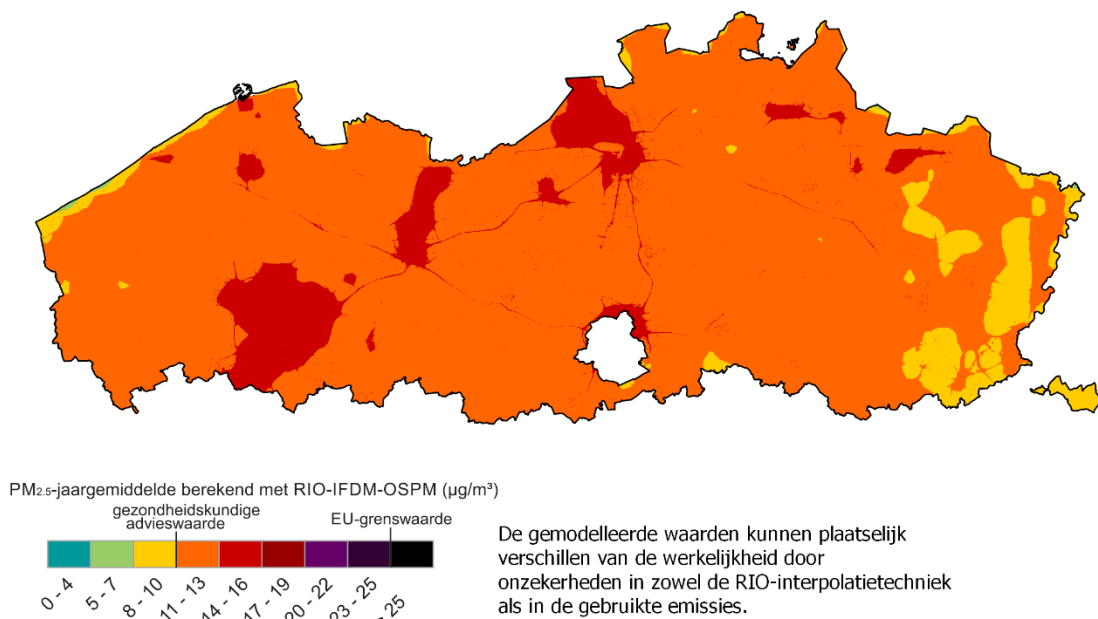 PM2.5-jaargemiddelde berekend met RIO-IFDM-OSPM (µg/m³)
gezondheidskundige
advieswaarde
EU-grenswaarde
0 - 4
5 - 7
8 - 10
11 - 13
14 - 16
17 - 19
20 - 22
23 - 25
- 25
De gemodelleerde waarden kunnen plaatselijk
verschillen van de werkelijkheid door
onzekerheden in zowel de RIO-interpolatietechniek
als in de gebruikte emissies.